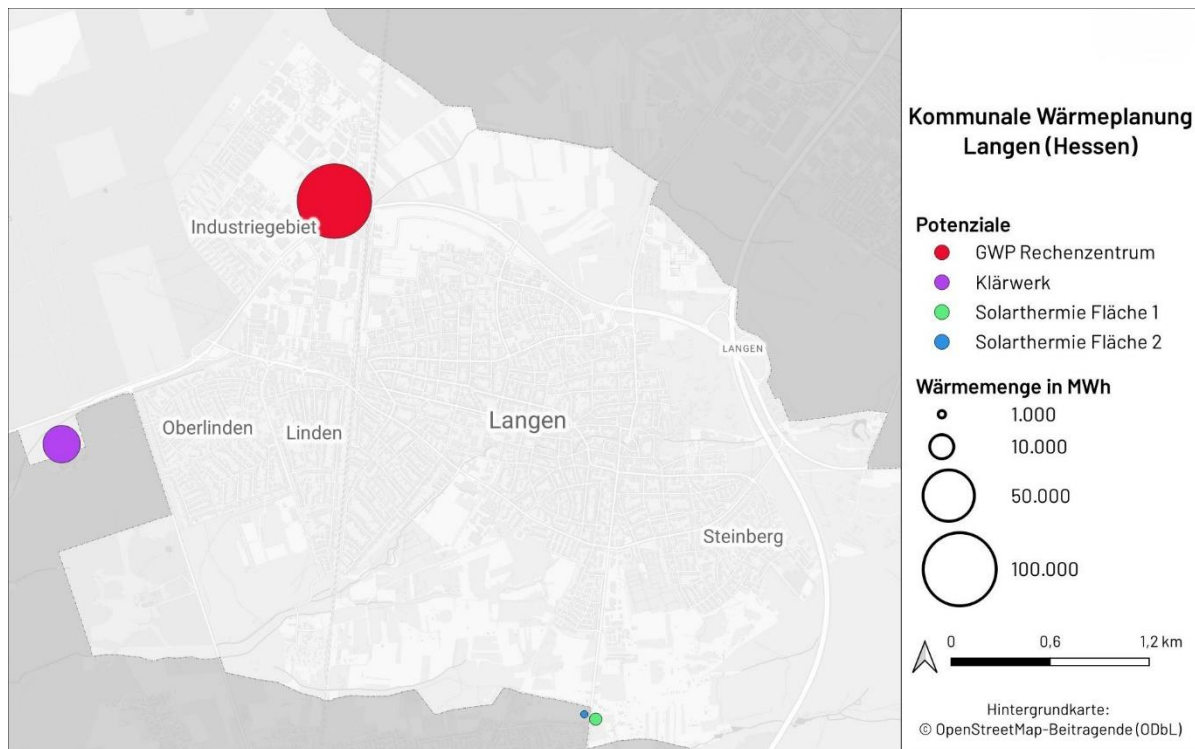 Kommunale Wärmeplanung
Langen (Hessen)
Potenziale
GWP Rechenzentrum
Klärwerk
Solarthermie Fläche 1
Solarthermie Fläche 2
Wärmemenge in MWh
1.000
10.000
50.000
100.000
0 0,6 1,2 km
Hintergrundkarte:
© OpenStreetMap-Beitragende (ODbL)
Industriegebiet
LANGEN
Oberlinden
Linden
Langen
Steinberg